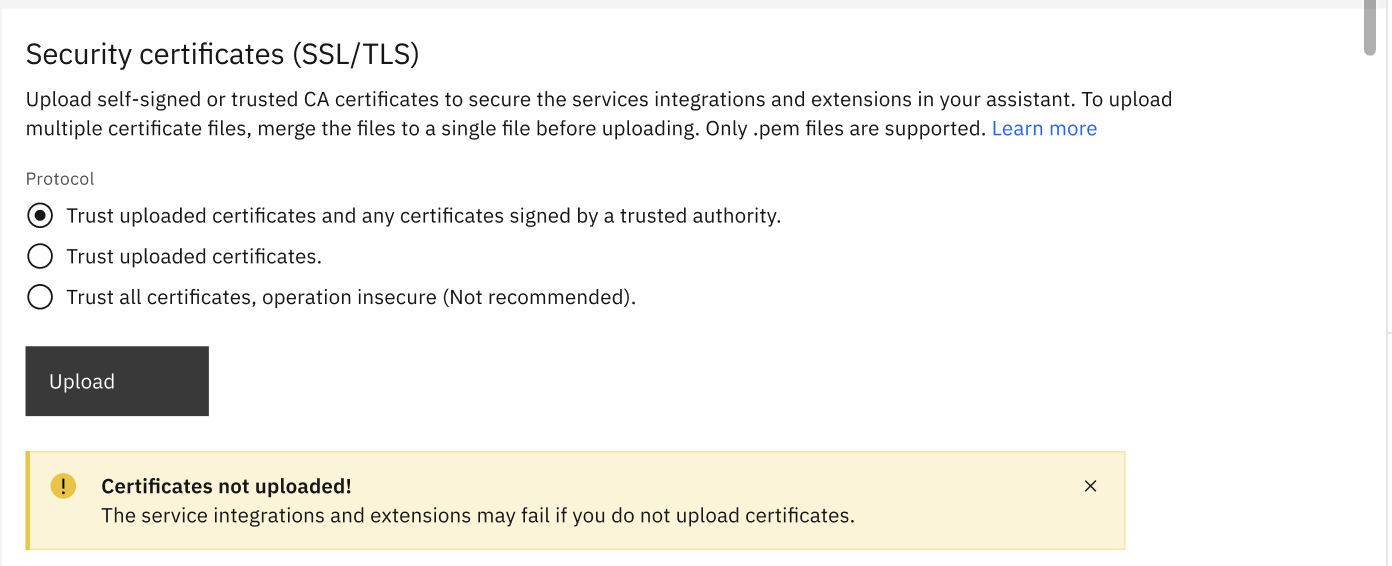 Security certificates (SSL/TLS)
Upload self-signed or trusted CA certificates to secure the services integrations and extensions in your assistant. To upload
multiple certificate files, merge the files to a single file before uploading. Only .pem files are supported. Learn more
Protocol
Trust uploaded certificates and any certificates signed by a trusted authority.
Trust uploaded certificates.
Trust all certificates, operation insecure (Not recommended).
Upload
Certificates not uploaded!
The service integrations and extensions may fail if you do not upload certificates.